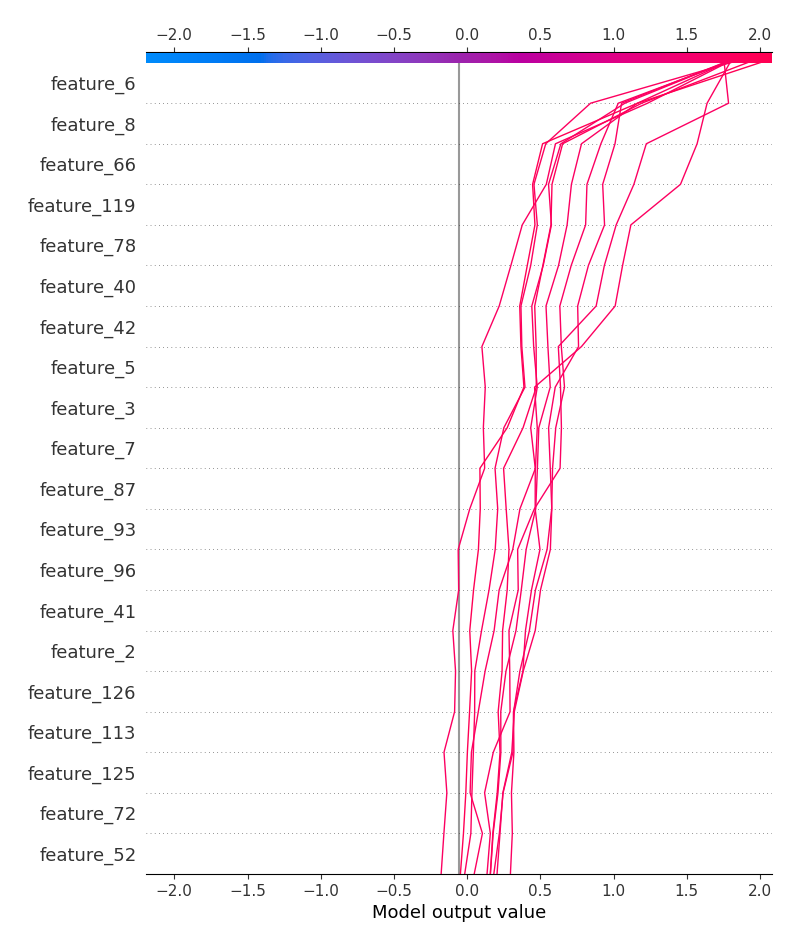 −2.0 −1.5 −1.0 −0.5 0.0 0.5 1.0 1.5 2.0
feature_6
feature_8
feature_66
feature_119
feature_78
feature_40
feature_42
feature_5
feature_3
feature_7
feature_87
feature_93
feature_96
feature_41
feature_2
feature_126
feature_113
feature_125
feature_72
feature_52
−2.0 −1.5 −1.0 −0.5 0.0 0.5 1.0 1.5 2.0
Model output value